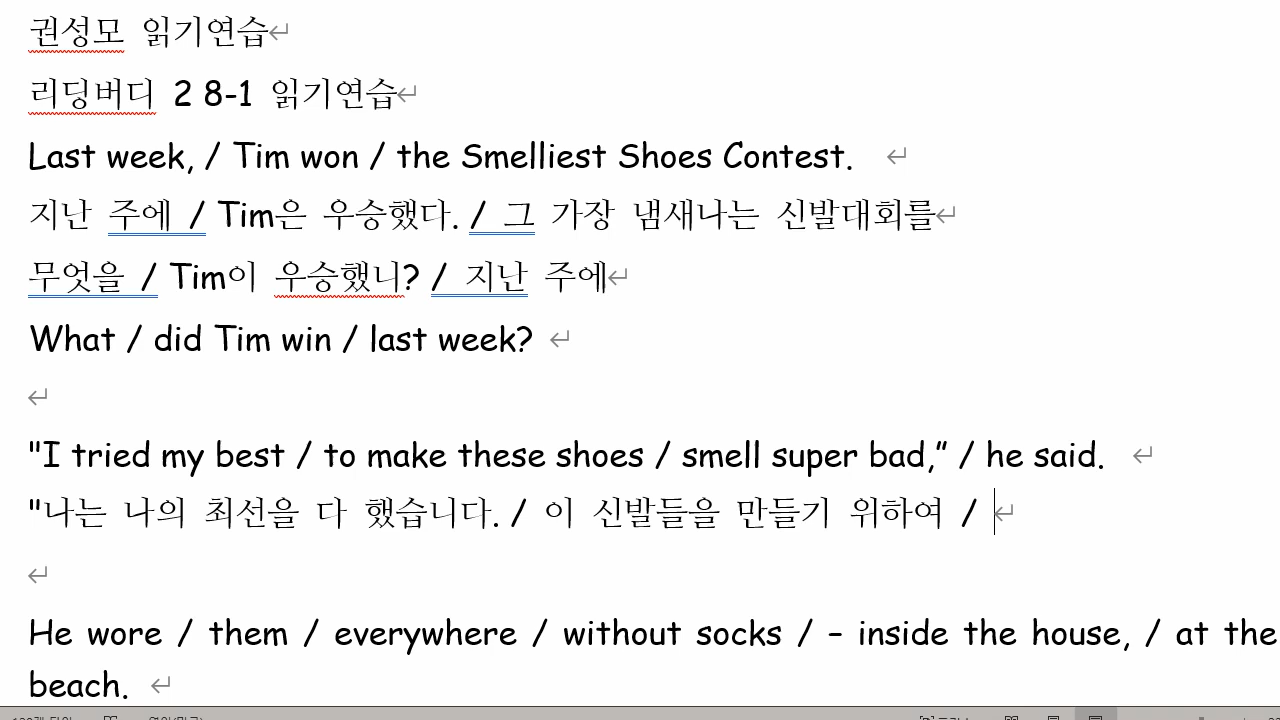 권성모 읽기연습
리딩버디 2 8-1 읽기연습
Last week, / Tim won / the Smelliest Shoes Contest.
지난 주에 / Tim은 우승했다. / 그 가장 냄새나는 신발대회를
무엇을 / Tim이 우승했니? / 지난 주에
What / did Tim win / last week?
"I tried my best / to make these shoes / smell super bad,” / he said.
"나는 나의 최선을 다 했습니다. / 이 신발들을 만들기 위하여 /
He wore / them / everywhere / without socks / – inside the house, / at the
beach.